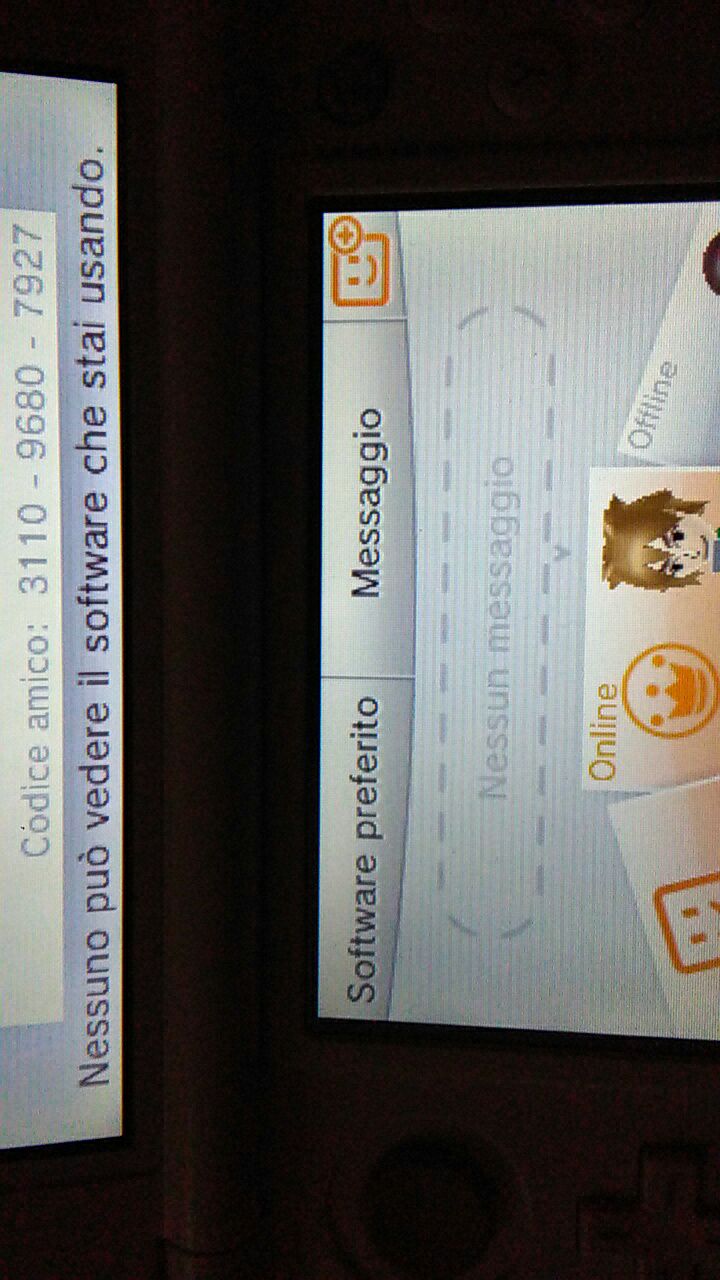 Codice amico: 3110 - 9680 - 7927
Nessuno può vedere il software che stai usando.
Software preferito
Messaggio
Nessun messaggio
Online
Offline